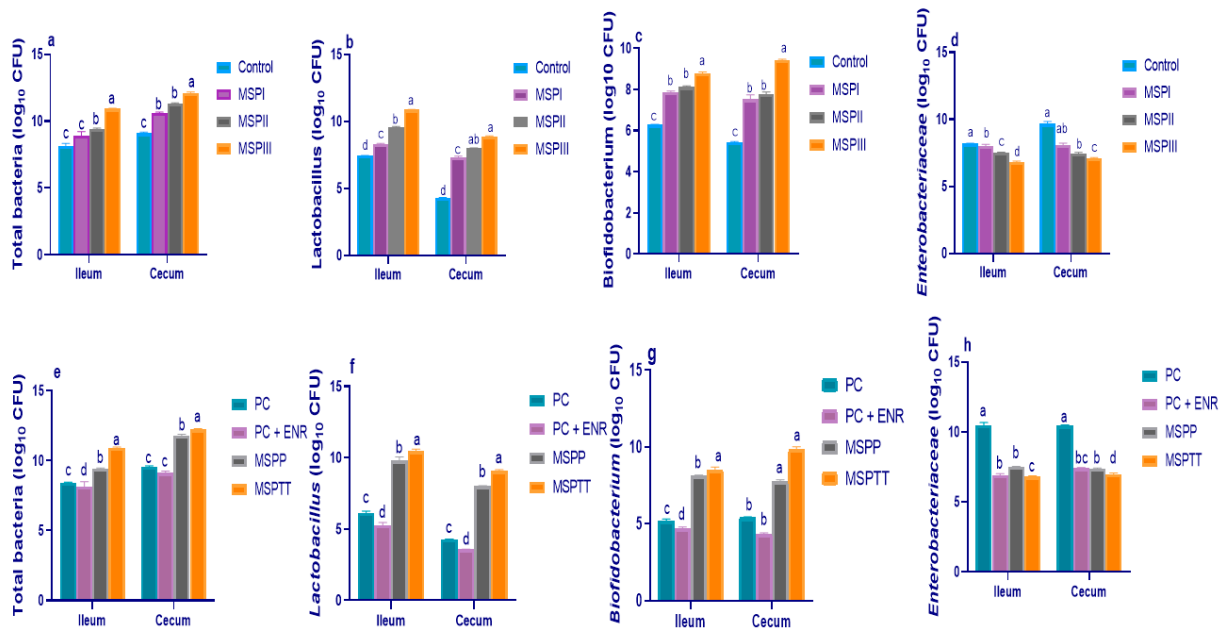 a
Total bacteria (log10 CFU)
15
10
5
0
c c b a
c b b a
Ileum Cecum
Control
MSPI
MSPII
MSPIII
b
Lactobacillus (log10 CFU)
15
10
5
0
d c b a
d c ab a
Ileum Cecum
Control
MSPI
MSPII
MSPIII
c
Biofidobacterium (log10 CFU)
10
8
6
4
2
0
c b b a
c b b a
Ileum Cecum
Control
MSPI
MSPII
MSPIII
d
Enterobacteriaceae (log10 CFU)
15
10
5
0
a b c d
a ab b c
Ileum Cecum
Control
MSPI
MSPII
MSPIII
e
Total bacteria (log10 CFU)
15
10
5
0
c d c a
c c b a
Ileum Cecum
PC
PC + ENR
MSPP
MSPTT
f
Lactobacillus (log10 CFU)
15
10
5
0
c d b a
c d b a
Ileum Cecum
PC
PC + ENR
MSPP
MSPTT
g
Biofidobacterium (log10 CFU)
15
10
5
0
c d b a
b b a a
Ileum Cecum
PC
PC + ENR
MSPP
MSPTT
h
Enterobacteriaceae (log10 CFU)
15
10
5
0
a b b c
a bc b d
Ileum Cecum
PC
PC + ENR
MSPP
MSPTT